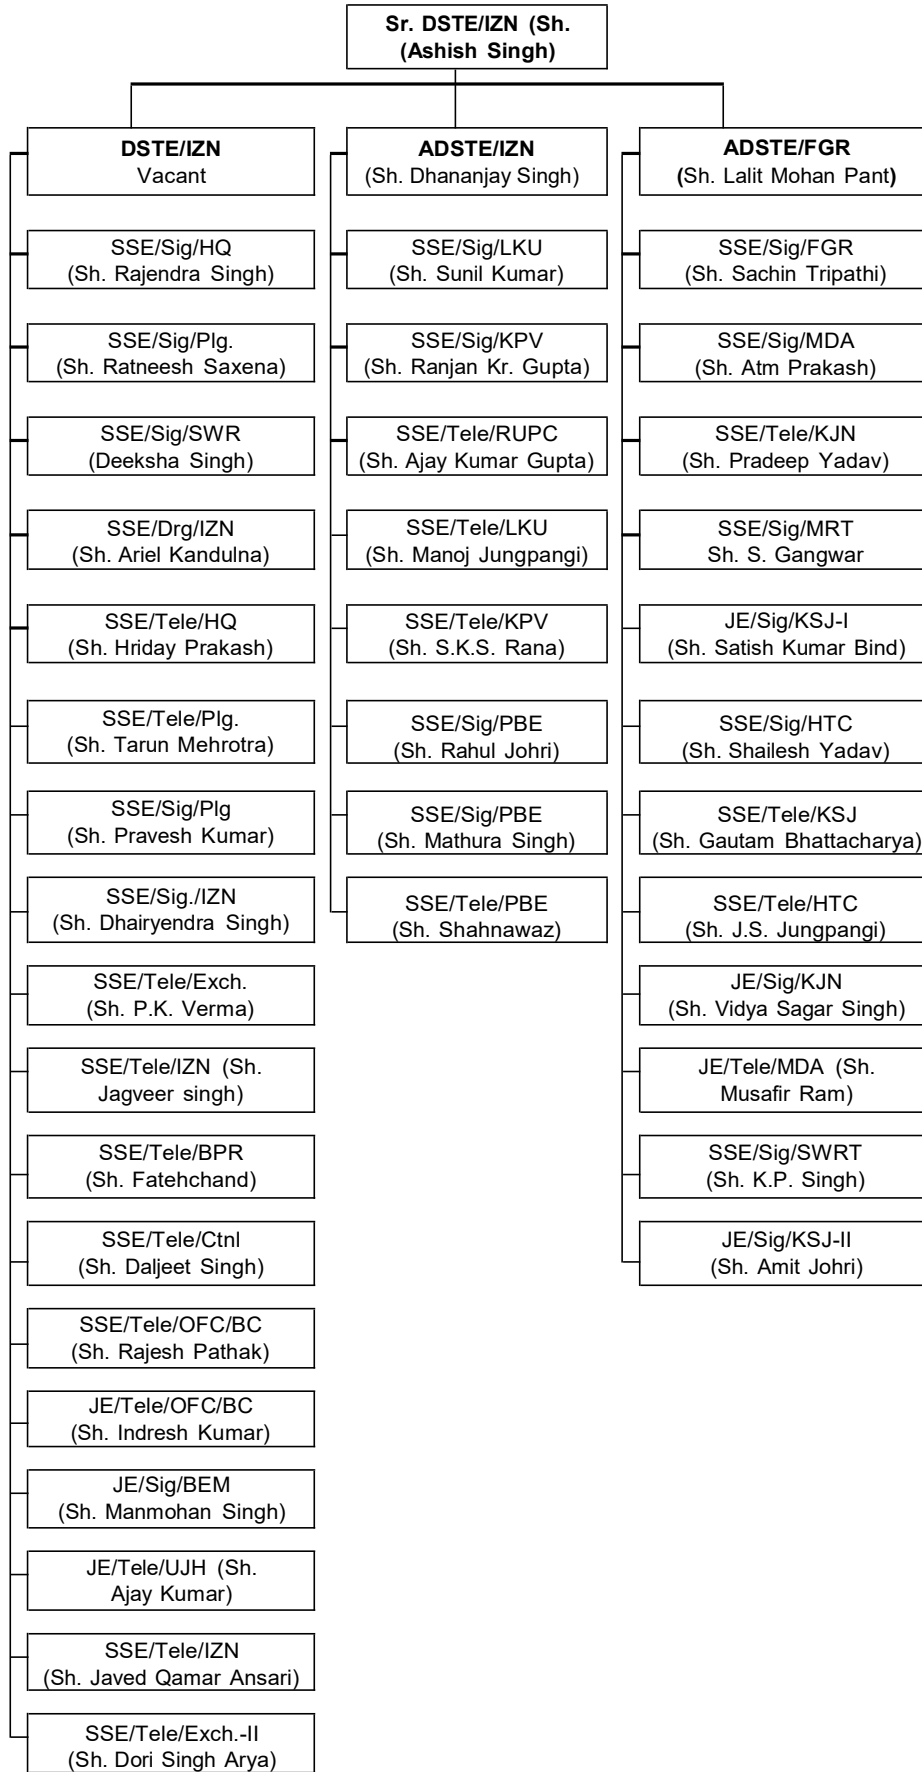 Sr. DSTE/IZN (Sh.
(Ashish Singh)
DSTE/IZN
Vacant
SSE/Sig/HQ
(Sh. Rajendra Singh)
SSE/Sig/Plg.
(Sh. Ratneesh Saxena)
SSE/Sig/SWR
(Deeksha Singh)
SSE/Drg/IZN
(Sh. Ariel Kandulna)
SSE/Tele/HQ
(Sh. Hriday Prakash)
SSE/Tele/Plg.
(Sh. Tarun Mehrotra)
SSE/Sig/Plg
(Sh. Pravesh Kumar)
SSE/Sig./IZN
(Sh. Dhairyendra Singh)
SSE/Tele/Exch.
(Sh. P.K. Verma)
SSE/Tele/IZN (Sh.
Jagveer singh)
SSE/Tele/BPR
(Sh. Fatehchand)
SSE/Tele/Ctnl
(Sh. Daljeet Singh)
SSE/Tele/OFC/BC
(Sh. Rajesh Pathak)
JE/Tele/OFC/BC
(Sh. Indresh Kumar)
JE/Sig/BEM
(Sh. Manmohan Singh)
JE/Tele/UJH (Sh.
Ajay Kumar)
SSE/Tele/IZN
(Sh. Javed Qamar Ansari)
SSE/Tele/Exch.-II
(Sh. Dori Singh Arya)
ADSTE/IZN
(Sh. Dhananjay Singh)
SSE/Sig/LKU
(Sh. Sunil Kumar)
SSE/Sig/KPV
(Sh. Ranjan Kr. Gupta)
SSE/Tele/RUPC
(Sh. Ajay Kumar Gupta)
SSE/Tele/LKU
(Sh. Manoj Jungpangi)
SSE/Tele/KPV
(Sh. S.K.S. Rana)
SSE/Sig/PBE
(Sh. Rahul Johri)
SSE/Sig/PBE
(Sh. Mathura Singh)
SSE/Tele/PBE
(Sh. Shahnawaz)
ADSTE/FGR
(Sh. Lalit Mohan Pant)
SSE/Sig/FGR
(Sh. Sachin Tripathi)
SSE/Sig/MDA
(Sh. Atm Prakash)
SSE/Tele/KJN
(Sh. Pradeep Yadav)
SSE/Sig/MRT
Sh. S. Gangwar
JE/Sig/KSJ-I
(Sh. Satish Kumar Bind)
SSE/Sig/HTC
(Sh. Shailesh Yadav)
SSE/Tele/KSJ
(Sh. Gautam Bhattacharya)
SSE/Tele/HTC
(Sh. J.S. Jungpangi)
JE/Sig/KJN
(Sh. Vidya Sagar Singh)
JE/Tele/MDA (Sh.
Musafir Ram)
SSE/Sig/SWRT
(Sh. K.P. Singh)
JE/Sig/KSJ-II
(Sh. Amit Johri)